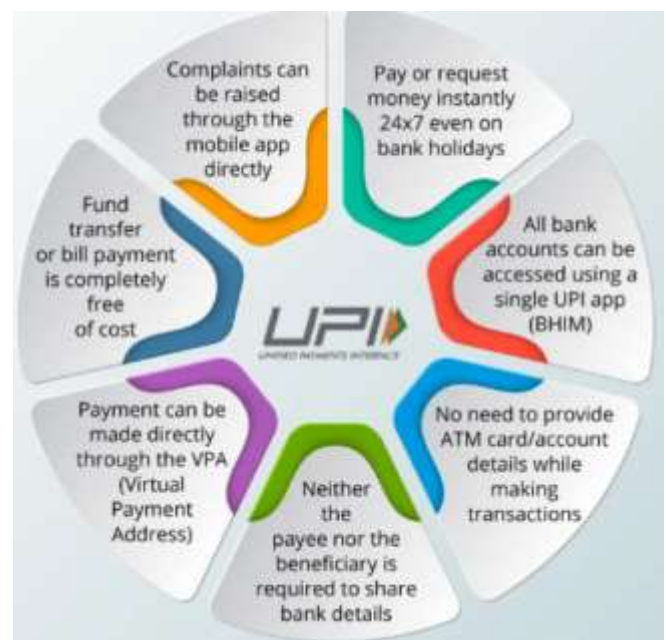 Complaints can
be raised
through the
mobile app
directly
Pay or request
money instantly
24x7 even on
bank holidays
All bank
accounts can be
accessed using a
single UPI app
(BHIM)
No need to provide
ATM card/account
details while
making
transactions
Neither
the
payee nor the
beneficiary is
required to share
bank details
Payment can be
made directly
through the VPA
(Virtual
Payment
Address)
Fund
transfer
or bill payment
is completely
free
of cost
UPI
UNIFIED PAYMENTS INTERFACE